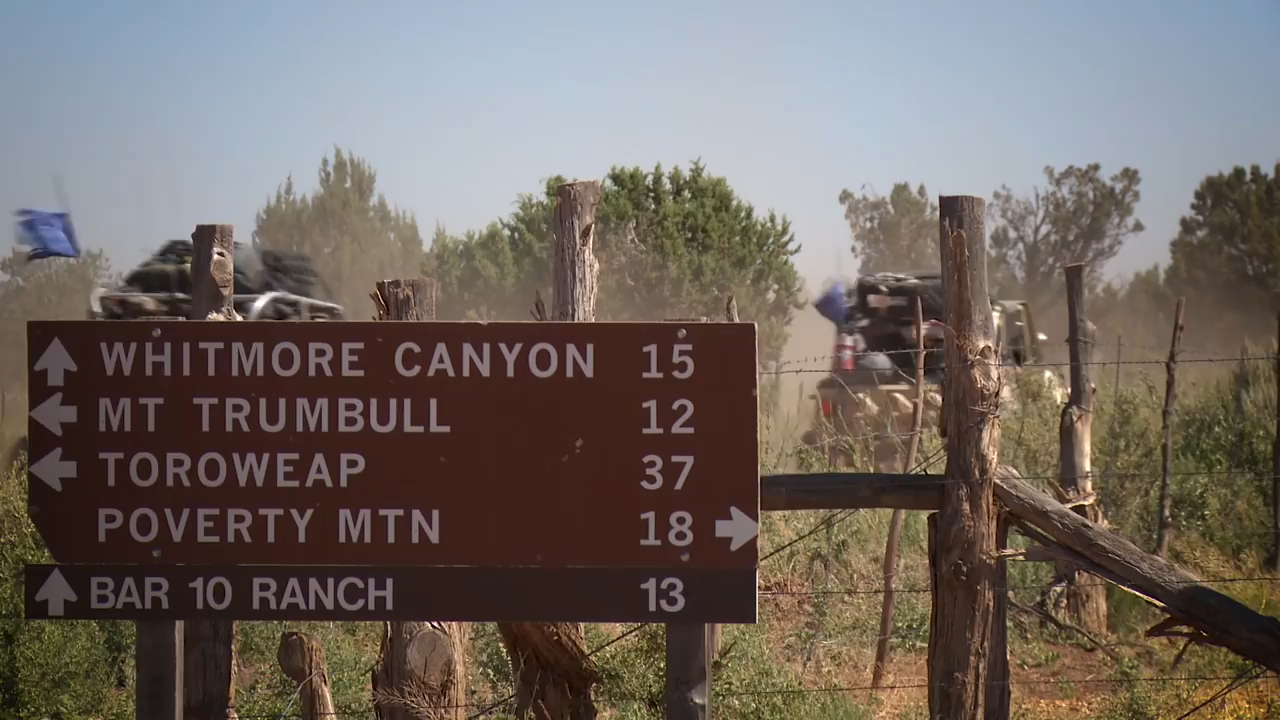 WHITMORE CANYON 15
MT TRUMBULL 12
TOROWEAP 37
POVERTY MTN 18
BAR 10 RANCH 13